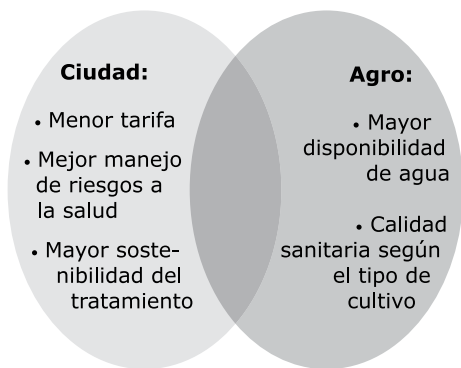 Ciudad:
• Menor tarifa
• Mejor manejo
de riesgos a
la salud
• Mayor soste-
nibilidad del
tratamiento
Agro:
• Mayor
disponibilidad
de agua
• Calidad
sanitaria según
el tipo de
cultivo